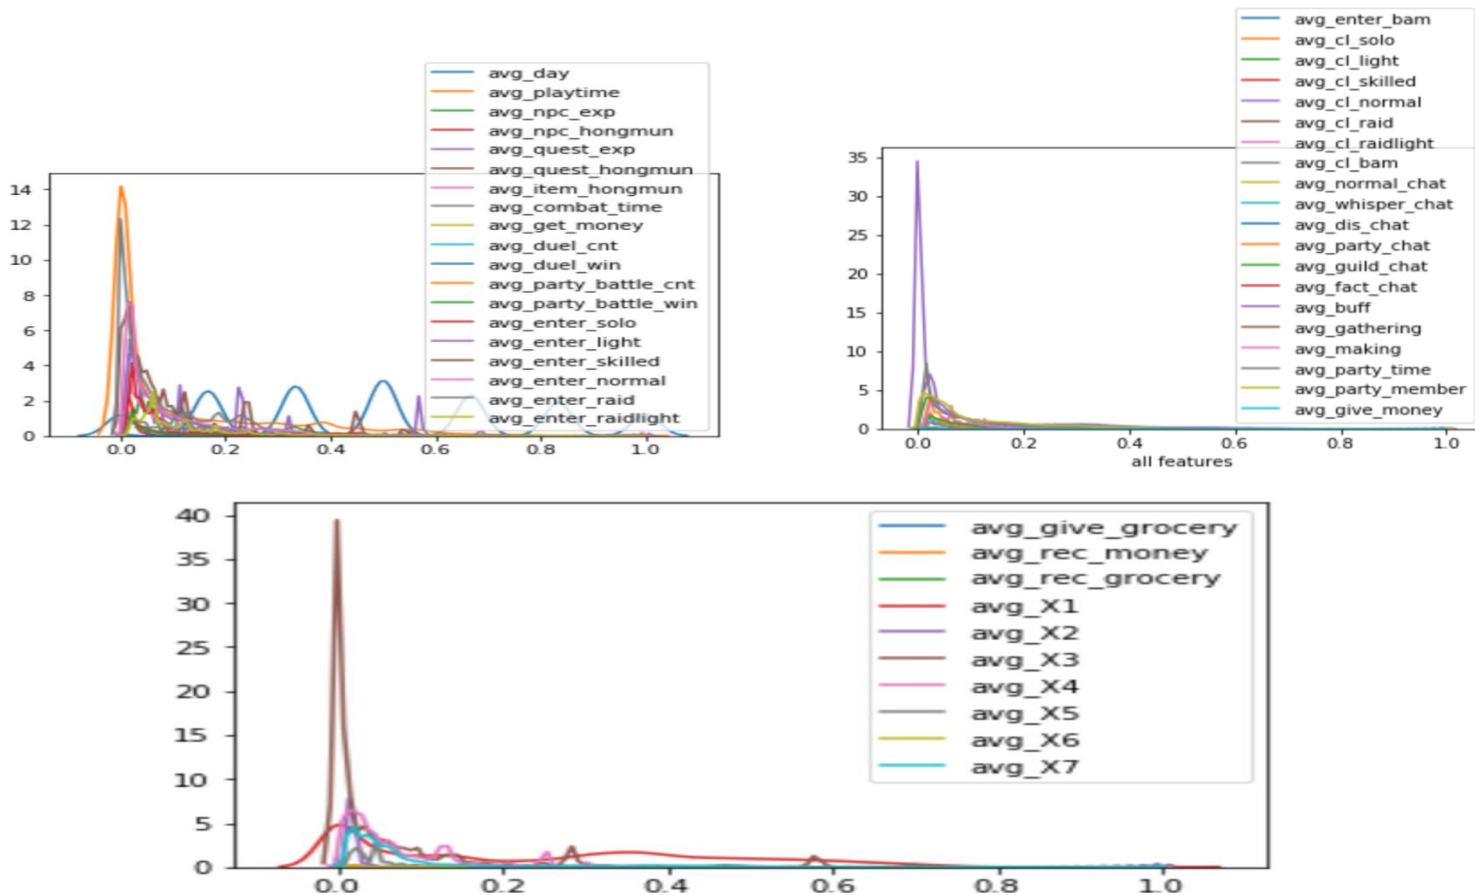 avg_day
avg_playtime
avg_npc_exp
avg_npc_hongmun
avg_quest_exp
avg_quest_hongmun
avg_item_hongmun
avg_combat_time
avg_get_money
avg_duel_cnt
avg_duel_win
avg_party_battle_cnt
avg_party_battle_win
avg_enter_solo
avg_enter_light
avg_enter_skilled
avg_enter_normal
avg_enter_raid
avg_enter_raidlight
14
12
10
8
6
4
2
0
0.0 0.2 0.4 0.6 0.8 1.0
avg_enter_bam
avg_cl_solo
avg_cl_light
avg_cl_skilled
avg_cl_normal
avg_cl_raid
avg_cl_raidlight
avg_cl_bam
avg_normal_chat
avg_whisper_chat
avg_dis_chat
avg_party_chat
avg_guild_chat
avg_fact_chat
avg_buff
avg_gathering
avg_making
avg_party_time
avg_party_member
avg_give_money
35
30
25
20
15
10
5
0
0.0 0.2 0.4 0.6 0.8 1.0
all features
avg_give_grocery
avg_rec_money
avg_rec_grocery
avg_X1
avg_X2
avg_X3
avg_X4
avg_X5
avg_X6
avg_X7
40
35
30
25
20
15
10
5
0
0.0 0.2 0.4 0.6 0.8 1.0